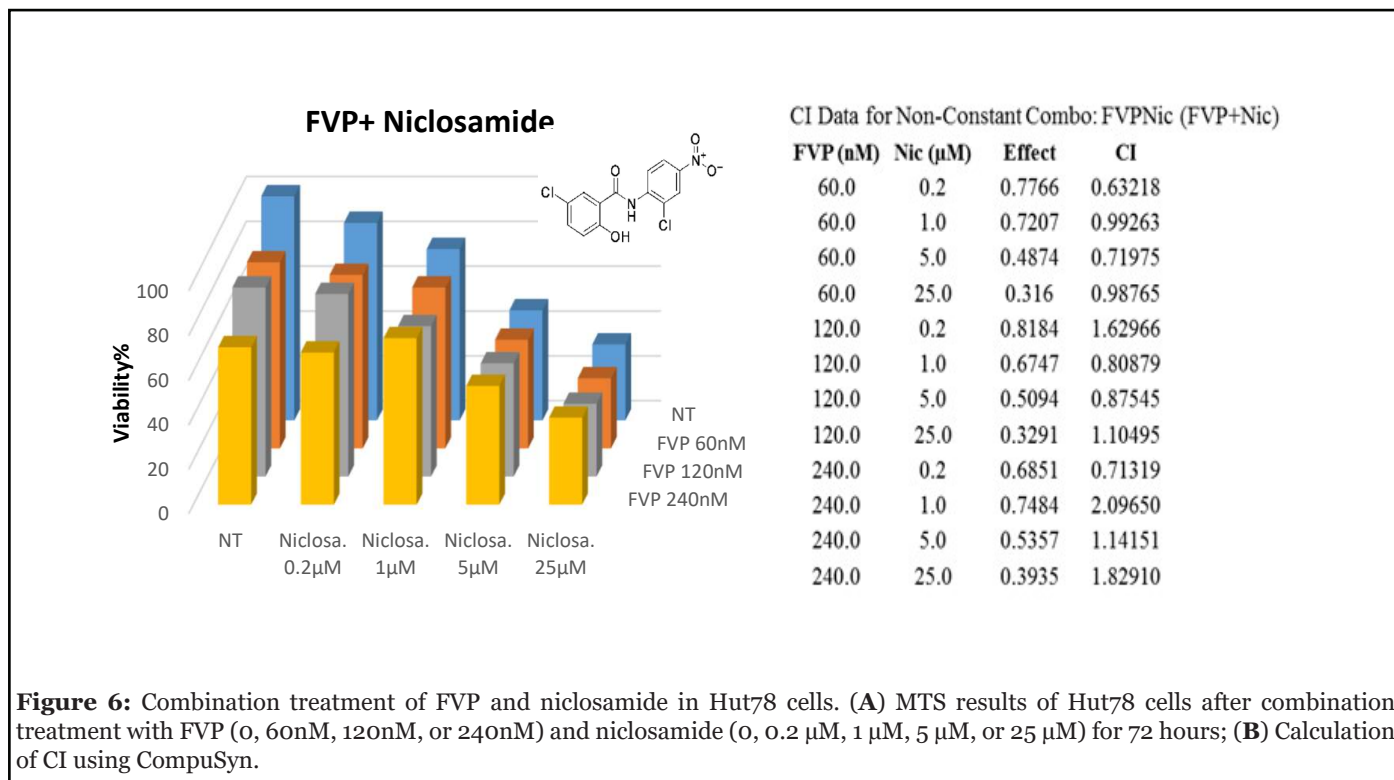 FVP+ Niclosamide
O
N⁺
O⁻
O
Cl
N
H
Cl
OH
Viability%
100
80
60
40
20
0
NT
FVP 60nM
FVP 120nM
FVP 240nM
NT Niclosa. Niclosa. Niclosa. Niclosa.
0.2µM 1µM 5µM 25µM
CI Data for Non-Constant Combo: FVPNic (FVP+Nic)
FVP (nM) Nic (µM) Effect CI
60.0 0.2 0.7766 0.63218
60.0 1.0 0.7207 0.99263
60.0 5.0 0.4874 0.71975
60.0 25.0 0.316 0.98765
120.0 0.2 0.8184 1.62966
120.0 1.0 0.6747 0.80879
120.0 5.0 0.5094 0.87545
120.0 25.0 0.3291 1.10495
240.0 0.2 0.6851 0.71319
240.0 1.0 0.7484 2.09650
240.0 5.0 0.5357 1.14151
240.0 25.0 0.3935 1.82910
Figure 6: Combination treatment of FVP and niclosamide in Hut78 cells. (A) MTS results of Hut78 cells after combination
treatment with FVP (0, 60nM, 120nM, or 240nM) and niclosamide (0, 0.2 µM, 1 µM, 5 µM, or 25 µM) for 72 hours; (B) Calculation
of CI using CompuSyn.